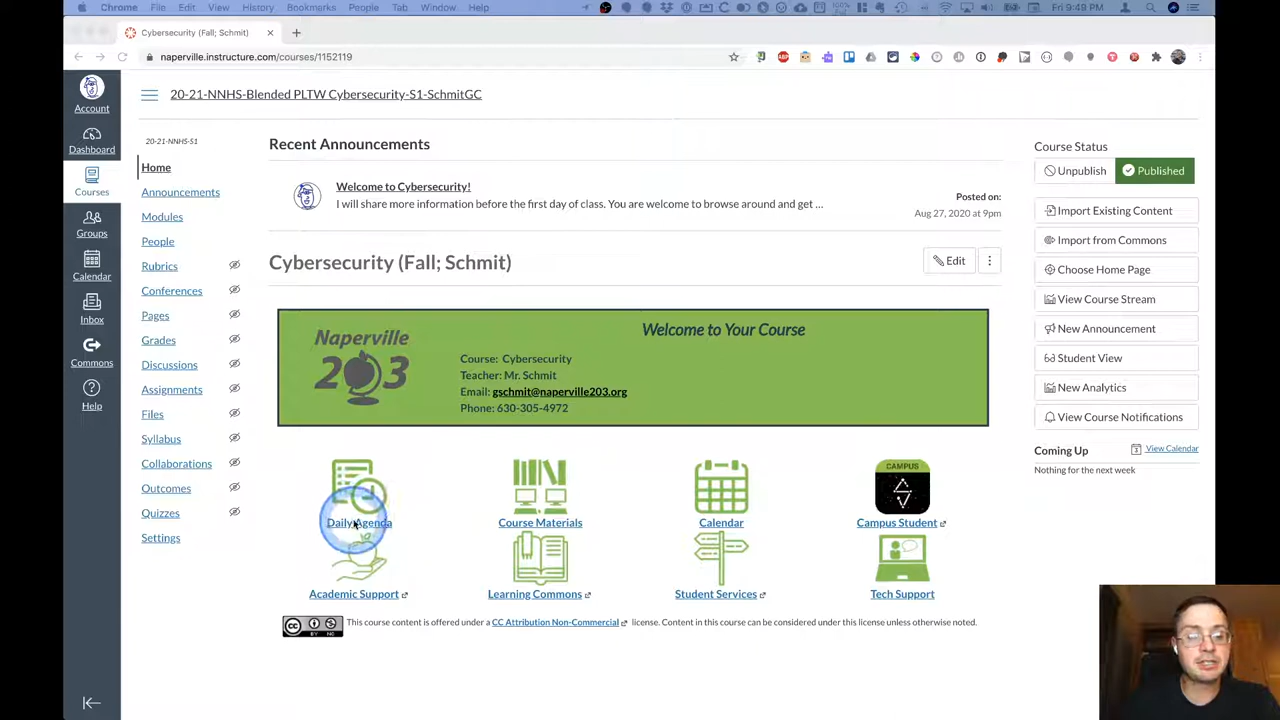 Chrome File Edit View History Bookmarks People Tab Window Help Fri 9:48 PM
Cybersecurity (Fall; Schmit)
naperville.instructure.com/courses/1152119
20-21-NNHS-Blended PLTW Cybersecurity-S1-SchmitGC
Account
Dashboard
Courses
Groups
Calendar
Inbox
Commons
Help
20-21-NNHS-S1
Home
Announcements
Modules
People
Rubrics
Conferences
Pages
Grades
Discussions
Assignments
Files
Syllabus
Collaborations
Outcomes
Quizzes
Settings
Recent Announcements
Welcome to Cybersecurity!
I will share more information before the first day of class. You are welcome to browse around and get ...
Posted on:
Aug 27, 2020 at 9pm
Cybersecurity (Fall; Schmit)
Edit
Naperville
203
Welcome to Your Course
Course: Cybersecurity
Teacher: Mr. Schmit
Email: gschmit@naperville203.org
Phone: 630-305-4972
CAMPUS
Daily Agenda
Course Materials
Calendar
Campus Student
Academic Support
Learning Commons
Student Services
Tech Support
CC BY NC
This course content is offered under a CC Attribution Non-Commercial license. Content in this course can be considered under this license unless otherwise noted.
Course Status
Unpublish
Published
Import Existing Content
Import from Commons
Choose Home Page
View Course Stream
New Announcement
Student View
New Analytics
View Course Notifications
Coming Up
View Calendar
Nothing for the next week